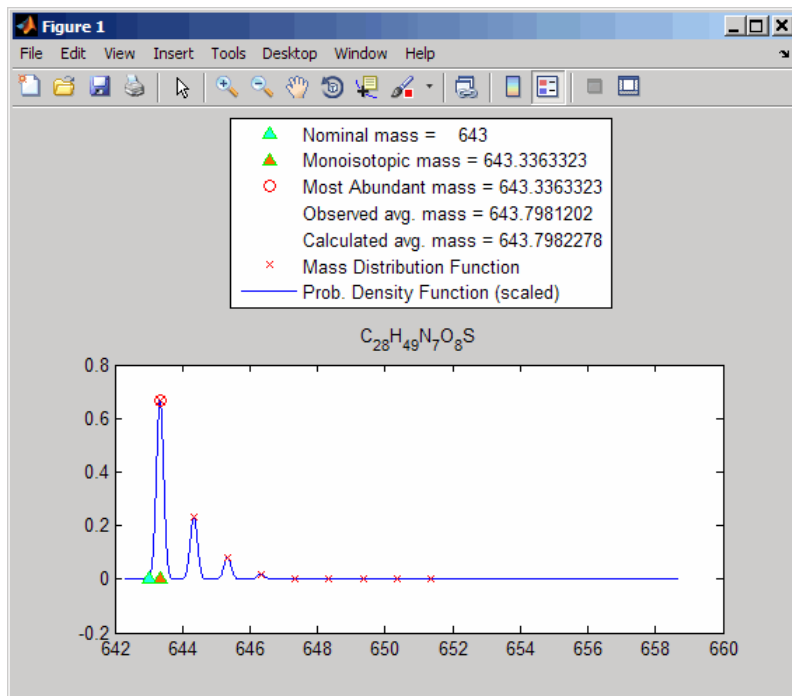 Figure 1
File Edit View Insert Tools Desktop Window Help
Nominal mass = 643
Monoisotopic mass = 643.3363323
Most Abundant mass = 643.3363323
Observed avg. mass = 643.7981202
Calculated avg. mass = 643.7982278
Mass Distribution Function
Prob. Density Function (scaled)
C28H49N7O8S
0.8
0.6
0.4
0.2
0
-0.2
642 644 646 648 650 652 654 656 658 660